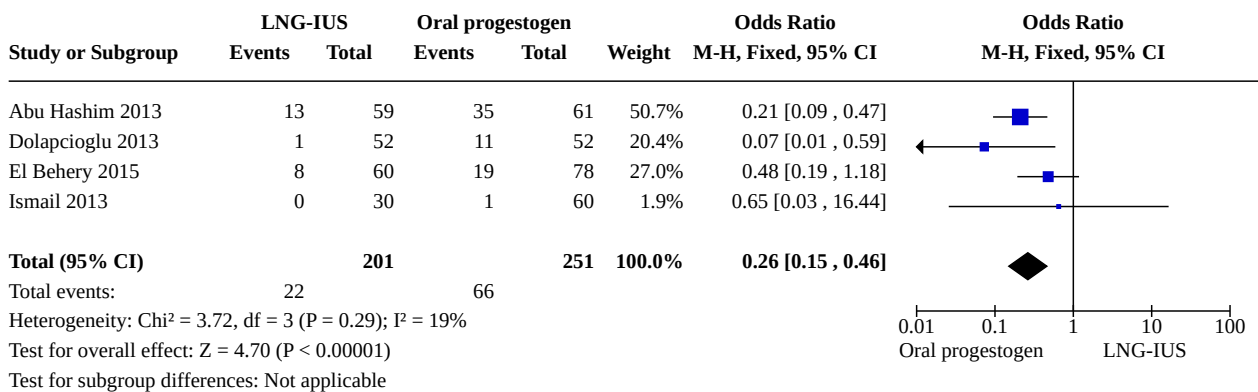 LNG-IUS Oral progestogen Odds Ratio Odds Ratio
Study or Subgroup Events Total Events Total Weight M-H, Fixed, 95% CI M-H, Fixed, 95% CI
Abu Hashim 2013 13 59 35 61 50.7% 0.21 [0.09 , 0.47]
Dolapcioglu 2013 1 52 11 52 20.4% 0.07 [0.01 , 0.59]
El Behery 2015 8 60 19 78 27.0% 0.48 [0.19 , 1.18]
Ismail 2013 0 30 1 60 1.9% 0.65 [0.03 , 16.44]
Total (95% CI) 201 251 100.0% 0.26 [0.15 , 0.46]
Total events: 22 66
Heterogeneity: Chi² = 3.72, df = 3 (P = 0.29); I² = 19%
0.01 0.1 1 10 100
Test for overall effect: Z = 4.70 (P < 0.00001)
Oral progestogen LNG-IUS
Test for subgroup differences: Not applicable